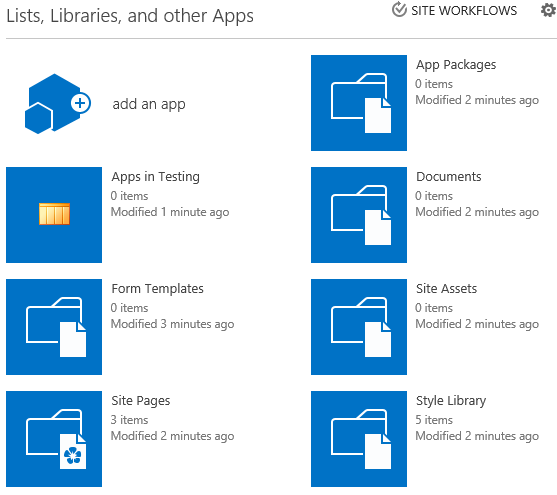 Lists, Libraries, and other Apps
SITE WORKFLOWS
add an app
App Packages
0 items
Modified 2 minutes ago
Apps in Testing
0 items
Modified 1 minute ago
Documents
0 items
Modified 2 minutes ago
Form Templates
0 items
Modified 3 minutes ago
Site Assets
0 items
Modified 2 minutes ago
Site Pages
3 items
Modified 2 minutes ago
Style Library
5 items
Modified 2 minutes ago